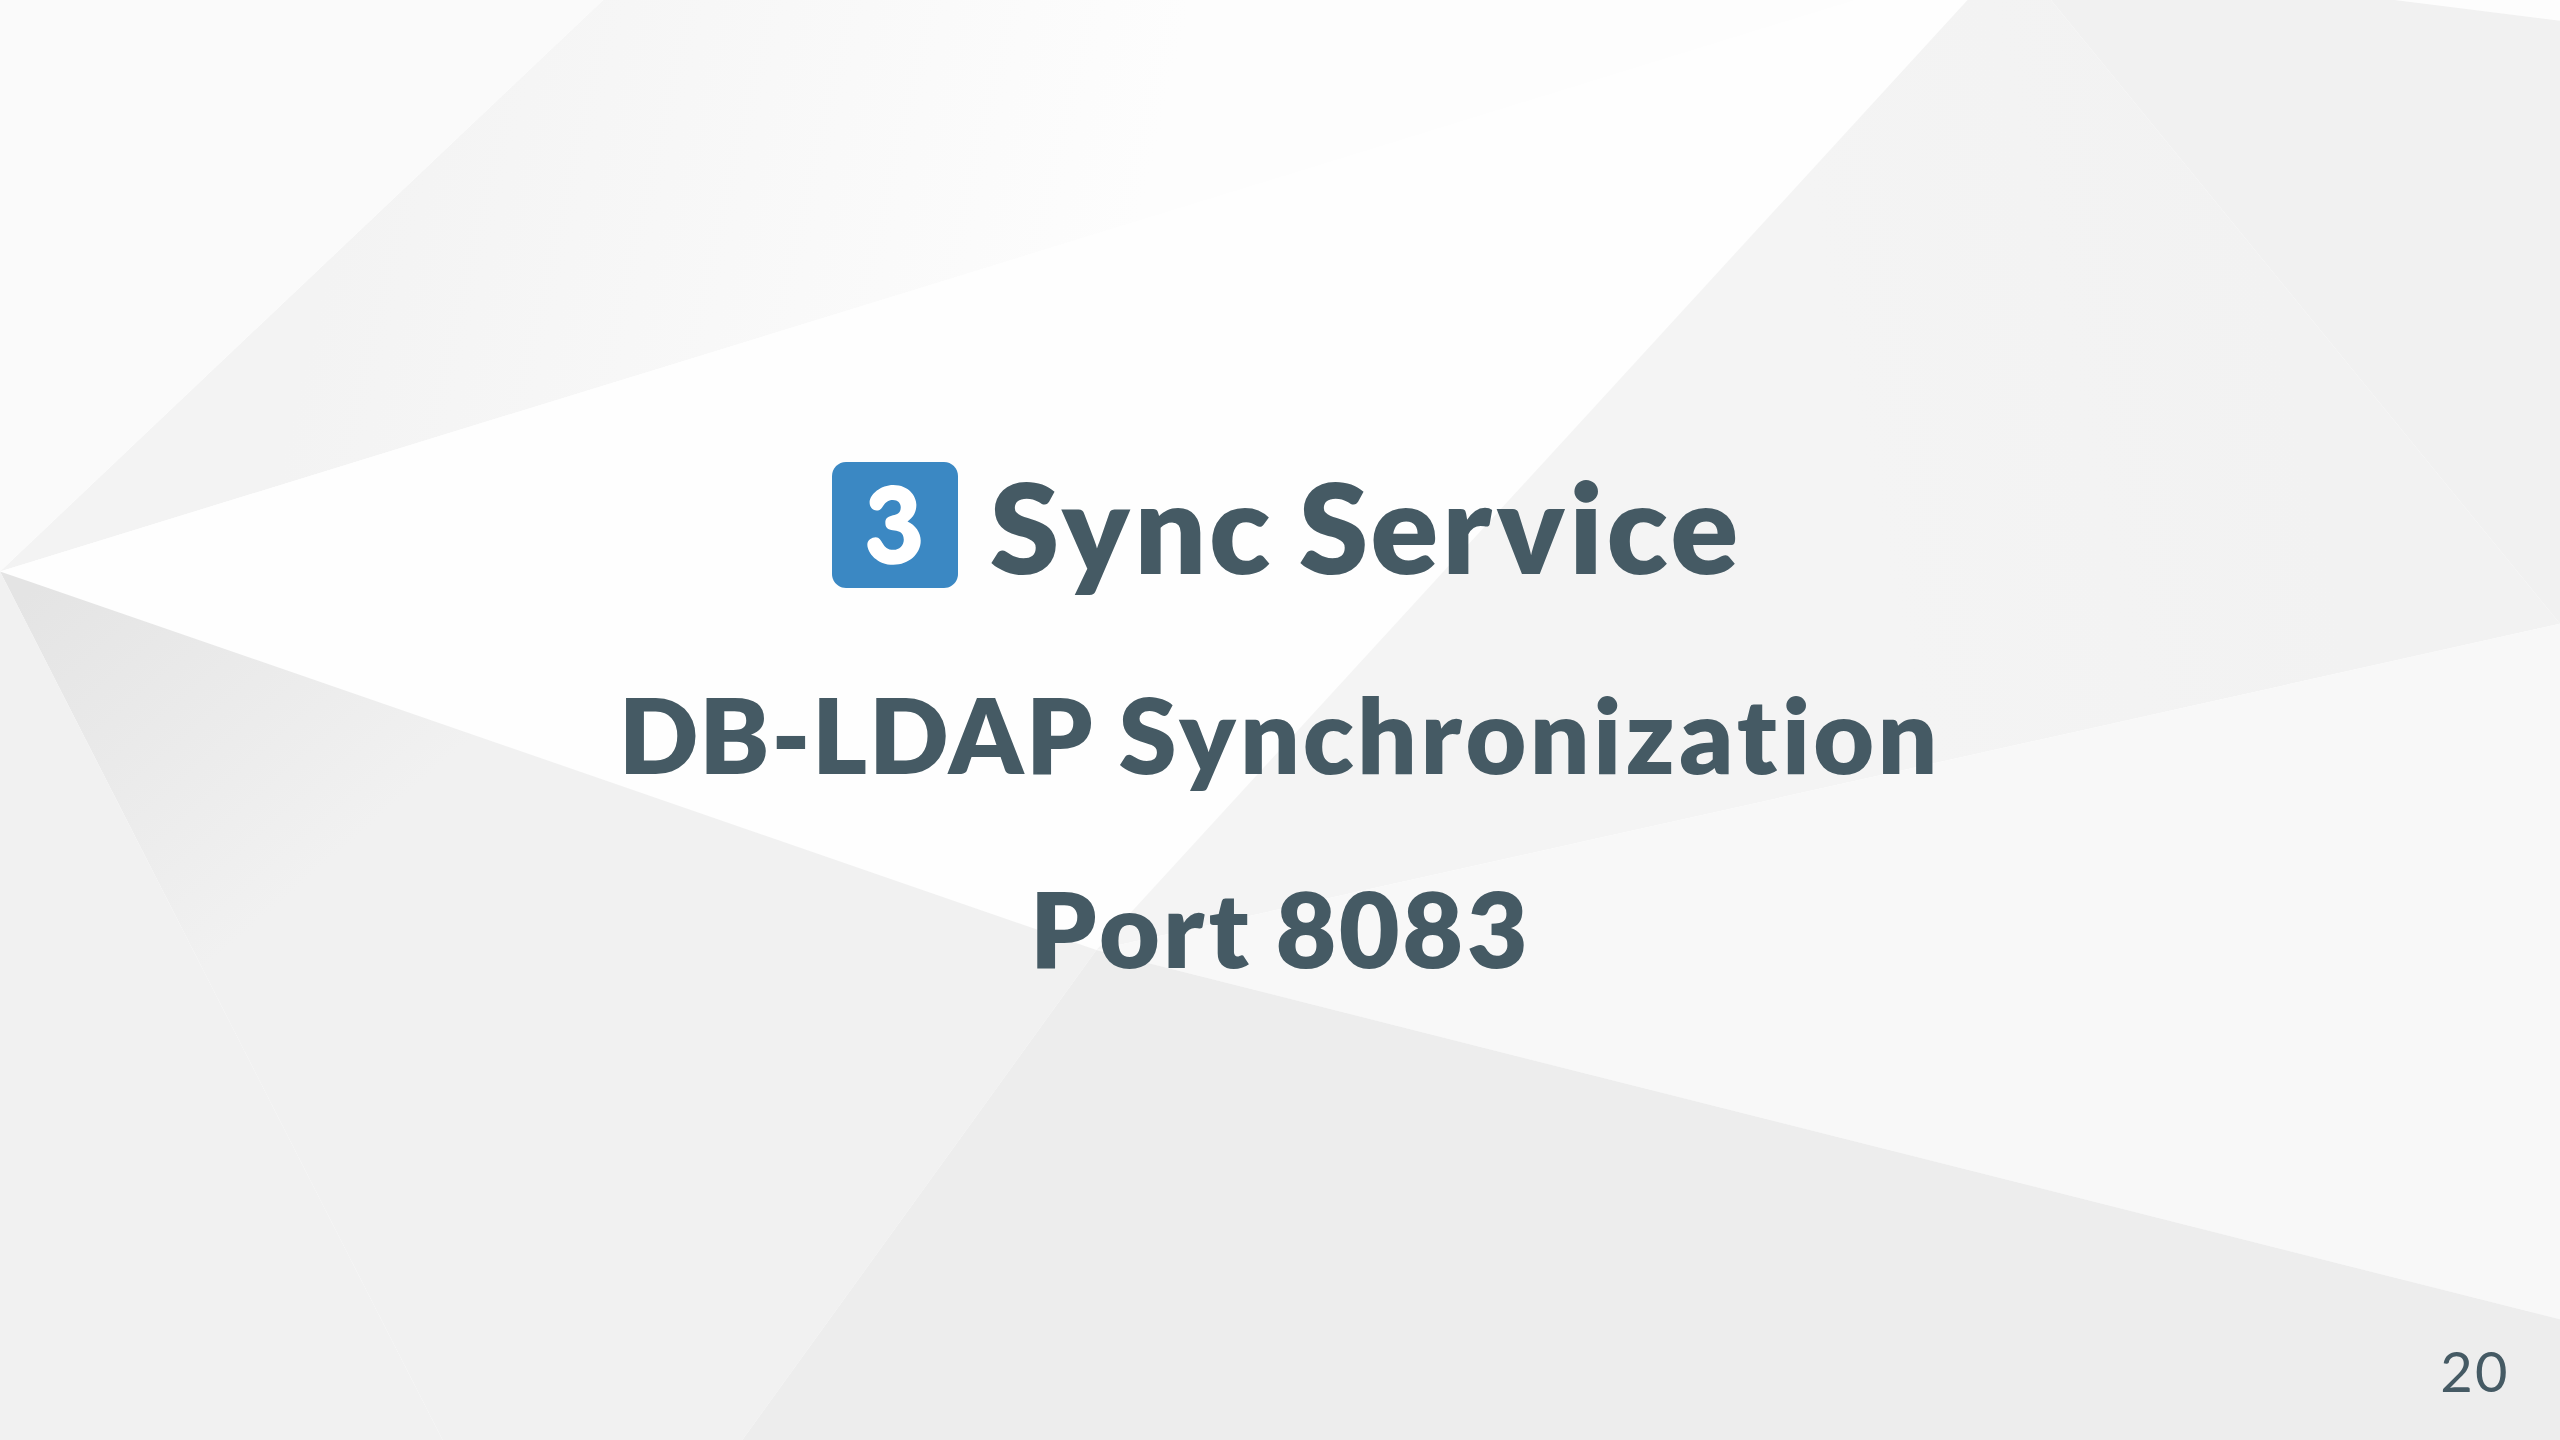 3 Sync Service
DB-LDAP Synchronization
Port 8083
20